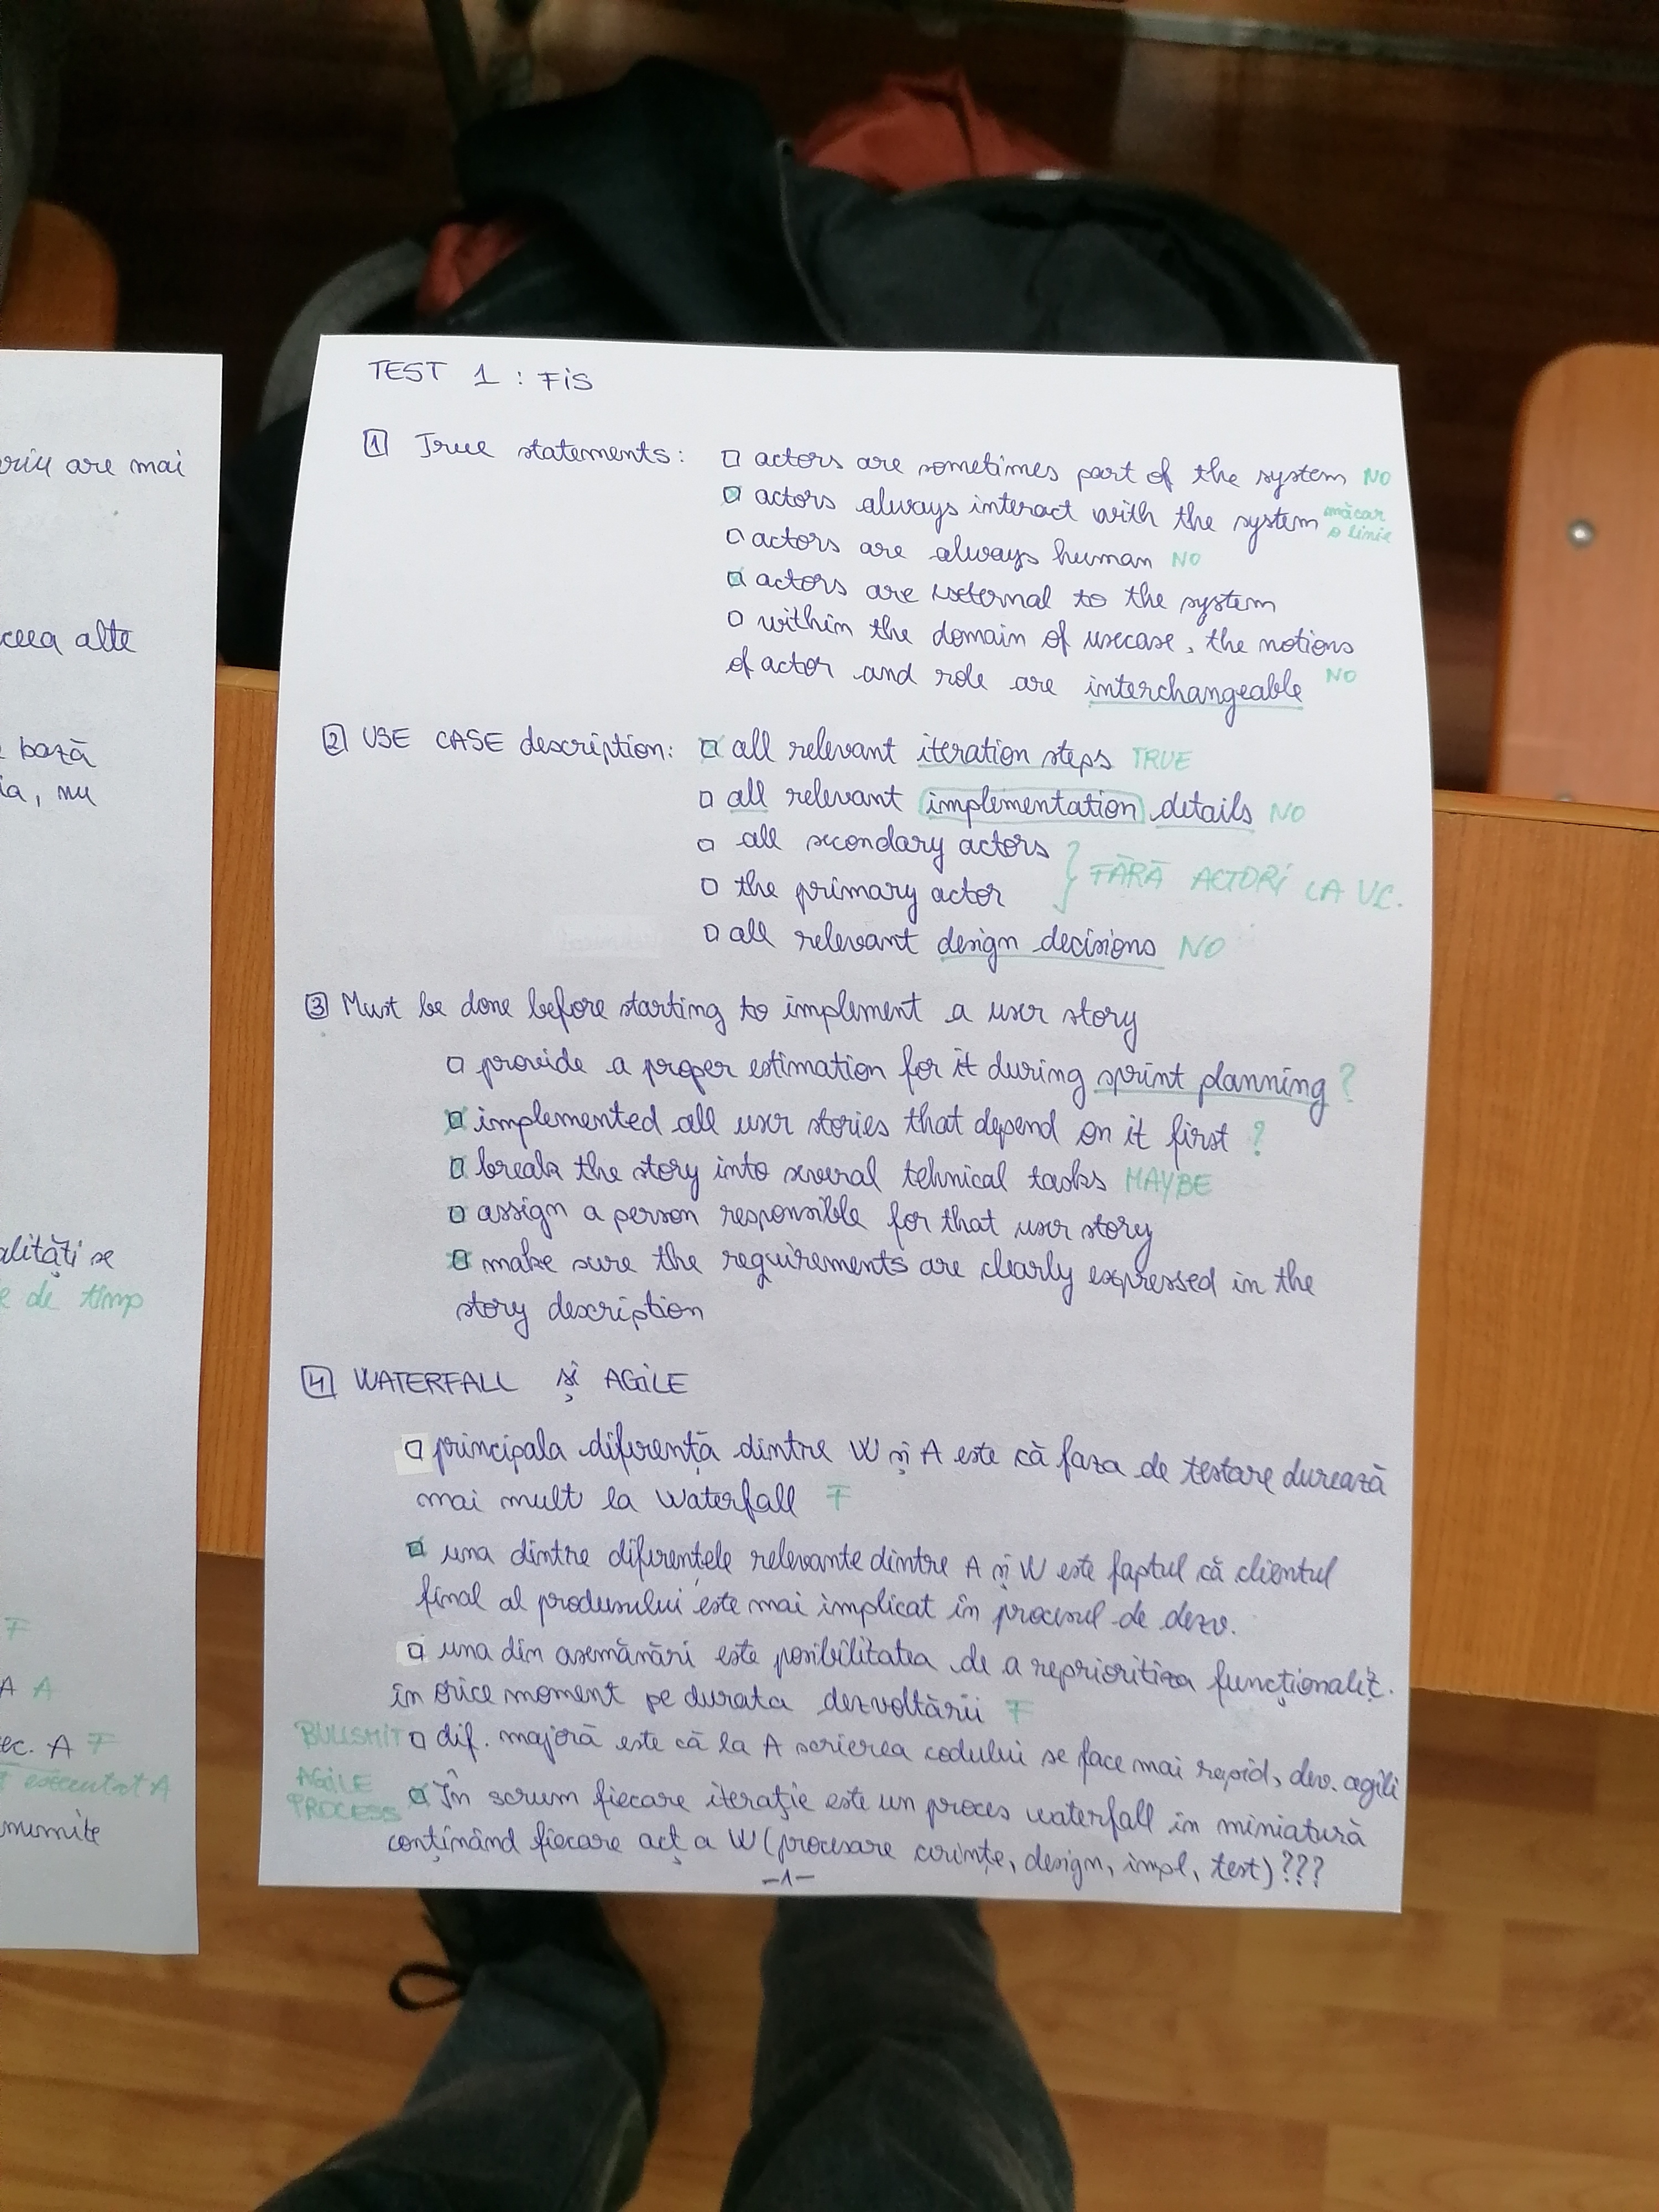 TEST 1 : FIS
1 True statements: □ actors are sometimes part of the system NO
□ actors always interact with the system măcar o linie
□ actors are always human NO
□ actors are external to the system
□ within the domain of usecase, the notions
of actor and role are interchangeable NO
2 USE CASE description: □ all relevant iteration steps TRUE
□ all relevant implementation details NO
□ all secondary actors
□ the primary actor
} FĂRĂ ACTORI LA UC.
□ all relevant design decisions NO
3 Must be done before starting to implement a user story
□ provide a proper estimation for it during sprint planning ?
□ implemented all user stories that depend on it first ?
□ break the story into several tehnical tasks MAYBE
□ assign a person responsible for that user story
□ make sure the requirements are clearly expressed in the
story description
4 WATERFALL și AGILE
□ principala diferență dintre W și A este că faza de testare durează
mai mult la Waterfall F
□ una dintre diferențele relevante dintre A și W este faptul că clientul
final al produsului este mai implicat în procesul de dezv.
□ una din asemănări este posibilitatea de a reprioritiza funcționaliț.
în orice moment pe durata dezvoltării F
BULLSHIT □ dif. majoră este că la A scrierea codului se face mai rapid, dev. agili
AGILE PROCESS □ În scrum fiecare iterație este un proces waterfall in miniatură
conținând fiecare act a W (procesare cerințe, design, impl, test)???
-1-
are mai
alte
bază
ia, nu
alități se
e de timp
F
A A
ec. A F
executat A
numite